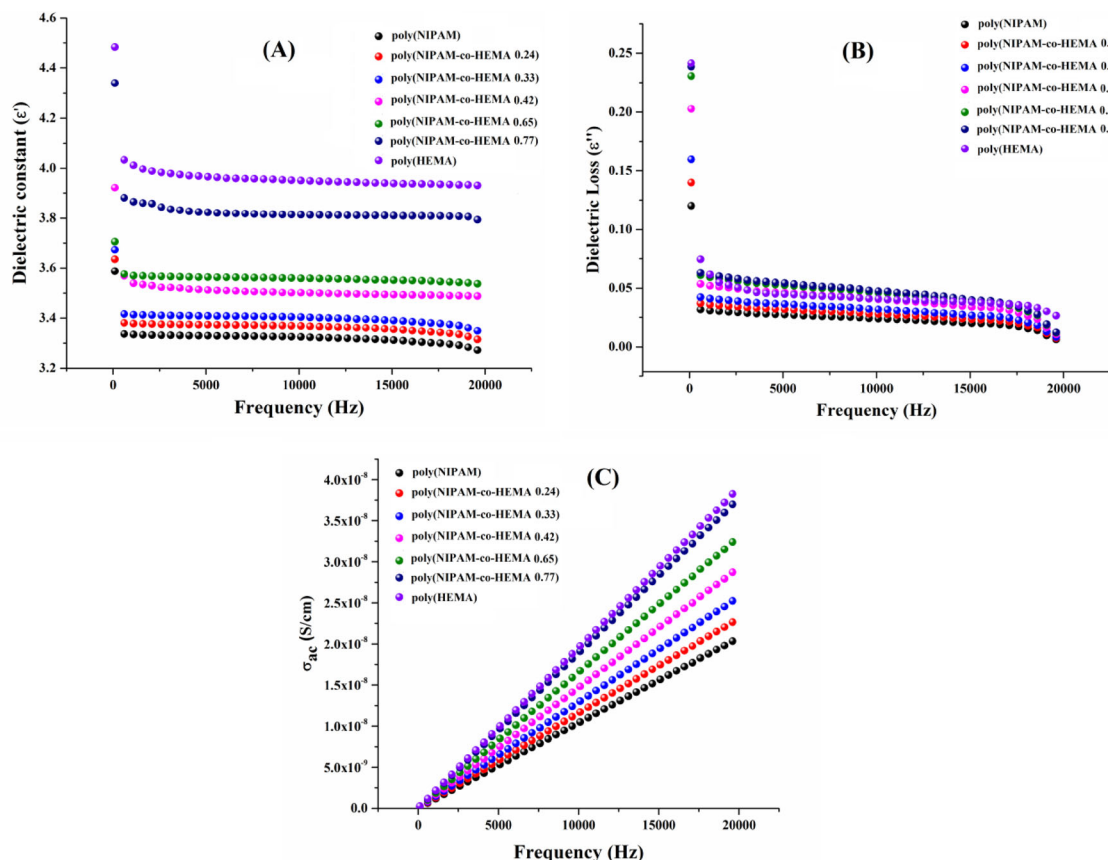 (A)
poly(NIPAM)
poly(NIPAM-co-HEMA 0.24)
poly(NIPAM-co-HEMA 0.33)
poly(NIPAM-co-HEMA 0.42)
poly(NIPAM-co-HEMA 0.65)
poly(NIPAM-co-HEMA 0.77)
poly(HEMA)
Dielectric constant (ε')
4.6
4.4
4.2
4.0
3.8
3.6
3.4
3.2
0 5000 10000 15000 20000
Frequency (Hz)
(B)
poly(NIPAM)
poly(NIPAM-co-HEMA 0.
poly(NIPAM-co-HEMA 0.
poly(NIPAM-co-HEMA 0.
poly(NIPAM-co-HEMA 0.
poly(NIPAM-co-HEMA 0.
poly(HEMA)
Dielectric Loss (ε'')
0.25
0.20
0.15
0.10
0.05
0.00
0 5000 10000 15000 20000
Frequency (Hz)
(C)
poly(NIPAM)
poly(NIPAM-co-HEMA 0.24)
poly(NIPAM-co-HEMA 0.33)
poly(NIPAM-co-HEMA 0.42)
poly(NIPAM-co-HEMA 0.65)
poly(NIPAM-co-HEMA 0.77)
poly(HEMA)
σac (S/cm)
4.0x10⁻⁸
3.5x10⁻⁸
3.0x10⁻⁸
2.5x10⁻⁸
2.0x10⁻⁸
1.5x10⁻⁸
1.0x10⁻⁸
5.0x10⁻⁹
0.0
0 5000 10000 15000 20000
Frequency (Hz)